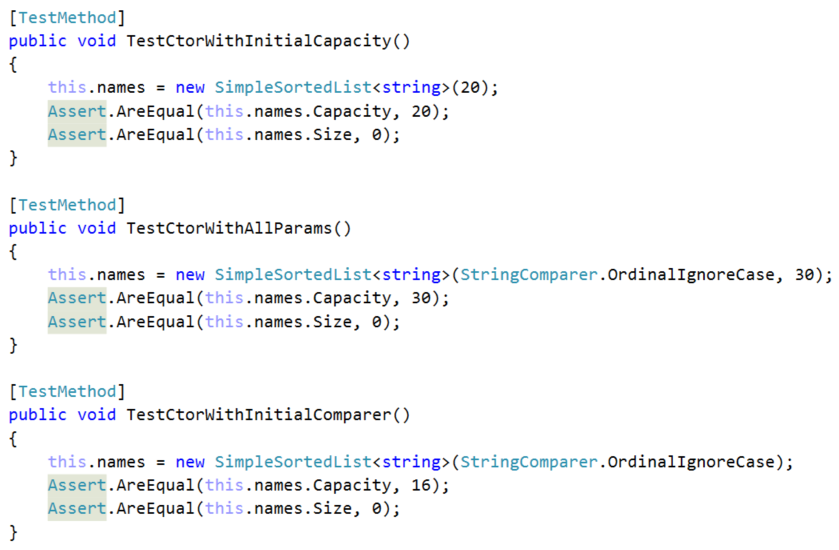 [TestMethod]
public void TestCtorWithInitialCapacity()
{
    this.names = new SimpleSortedList<string>(20);
    Assert.AreEqual(this.names.Capacity, 20);
    Assert.AreEqual(this.names.Size, 0);
}

[TestMethod]
public void TestCtorWithAllParams()
{
    this.names = new SimpleSortedList<string>(StringComparer.OrdinalIgnoreCase, 30);
    Assert.AreEqual(this.names.Capacity, 30);
    Assert.AreEqual(this.names.Size, 0);
}

[TestMethod]
public void TestCtorWithInitialComparer()
{
    this.names = new SimpleSortedList<string>(StringComparer.OrdinalIgnoreCase);
    Assert.AreEqual(this.names.Capacity, 16);
    Assert.AreEqual(this.names.Size, 0);
}